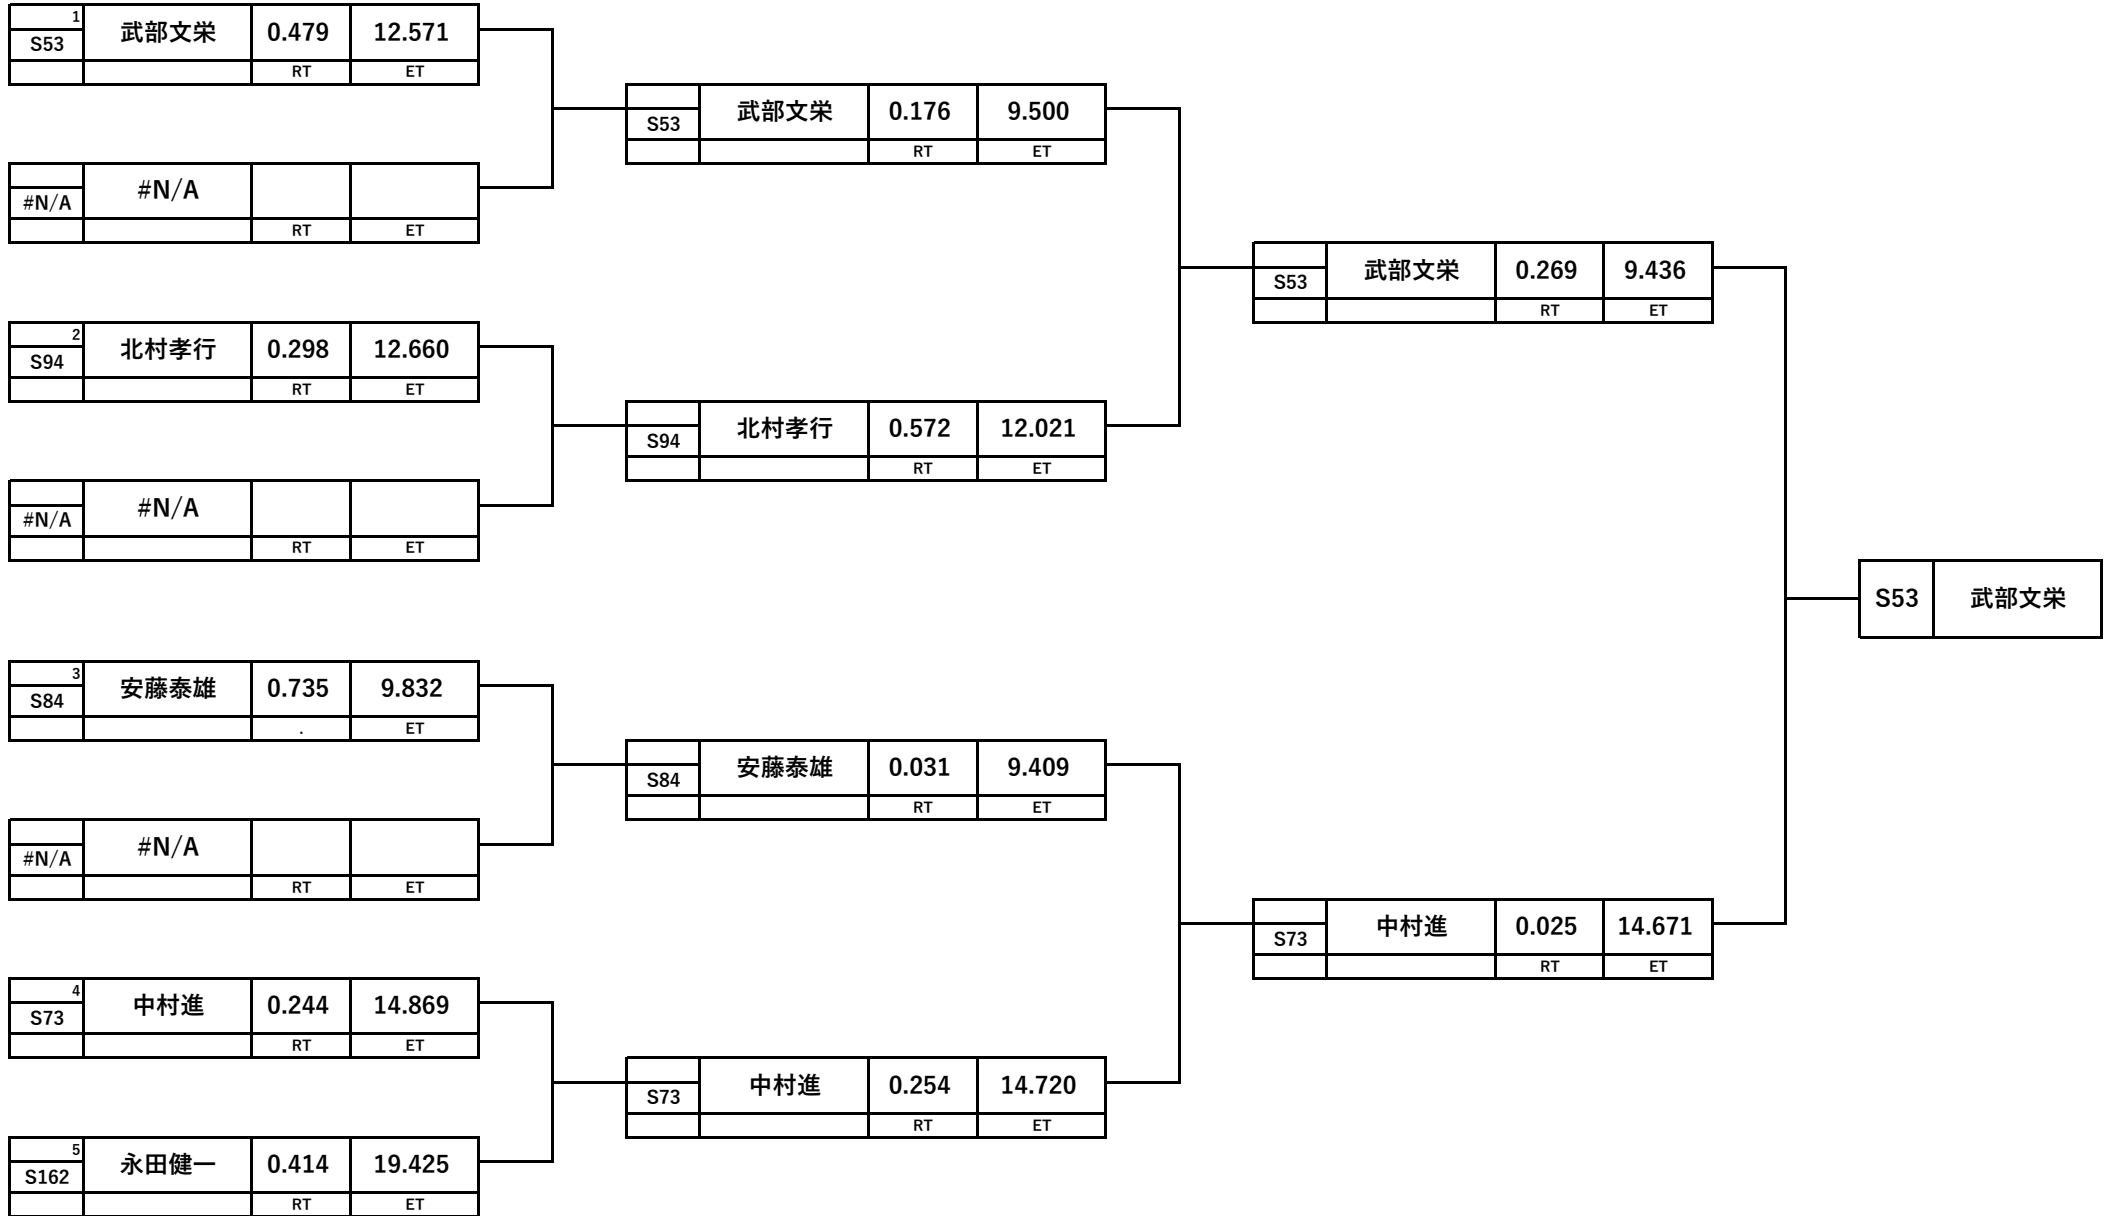 1
S53 武部文栄 0.479 12.571
RT ET
#N/A #N/A
RT ET
2
S94 北村孝行 0.298 12.660
RT ET
#N/A #N/A
RT ET
3
S84 安藤泰雄 0.735 9.832
. ET
#N/A #N/A
RT ET
4
S73 中村進 0.244 14.869
RT ET
5
S162 永田健一 0.414 19.425
RT ET
S53 武部文栄 0.176 9.500
RT ET
S94 北村孝行 0.572 12.021
RT ET
S84 安藤泰雄 0.031 9.409
RT ET
S73 中村進 0.254 14.720
RT ET
S53 武部文栄 0.269 9.436
RT ET
S73 中村進 0.025 14.671
RT ET
S53 武部文栄